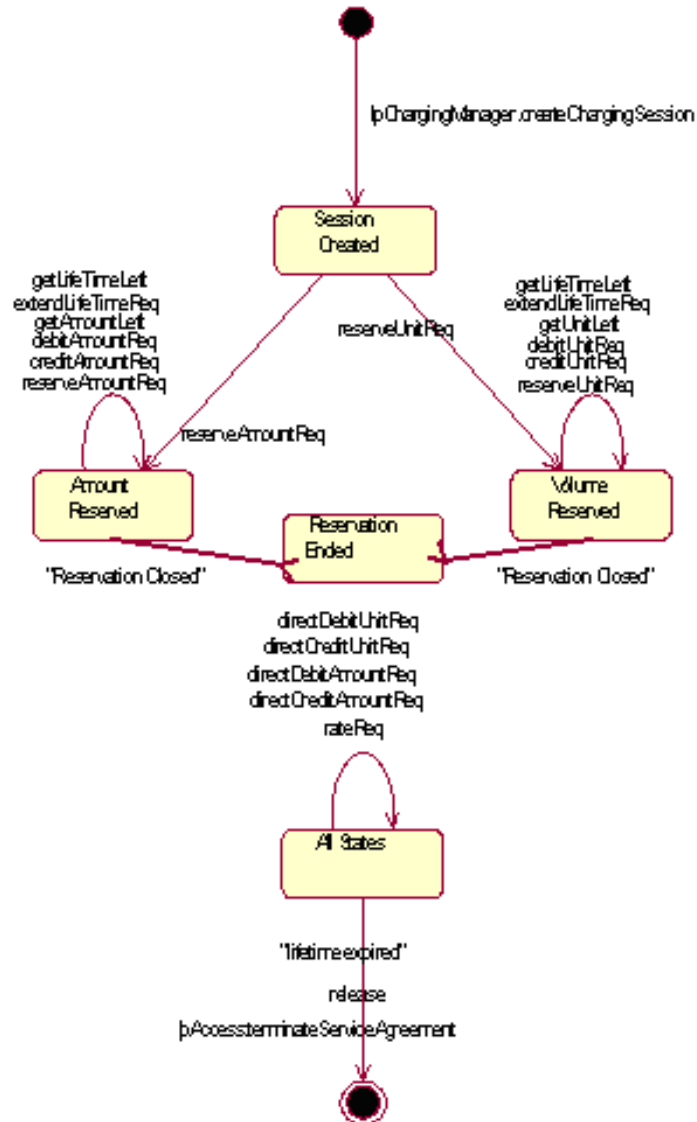 IpChargingManager.createChargingSession
Session
Created
getLifeTimeLeft
extendLifeTimeReq
getAmountLeft
debitAmountReq
creditAmountReq
reserveAmountReq
getLifeTimeLeft
extendLifeTimeReq
getUnitLeft
debitUnitReq
creditUnitReq
reserveUnitReq
reserveUnitReq
reserveAmountReq
Amount
Reserved
Volume
Reserved
Reservation
Ended
"Reservation Closed"
"Reservation Closed"
directDebitUnitReq
directCreditUnitReq
directDebitAmountReq
directCreditAmountReq
rateReq
All States
"lifetime expired"
release
IpAccess.terminateServiceAgreement